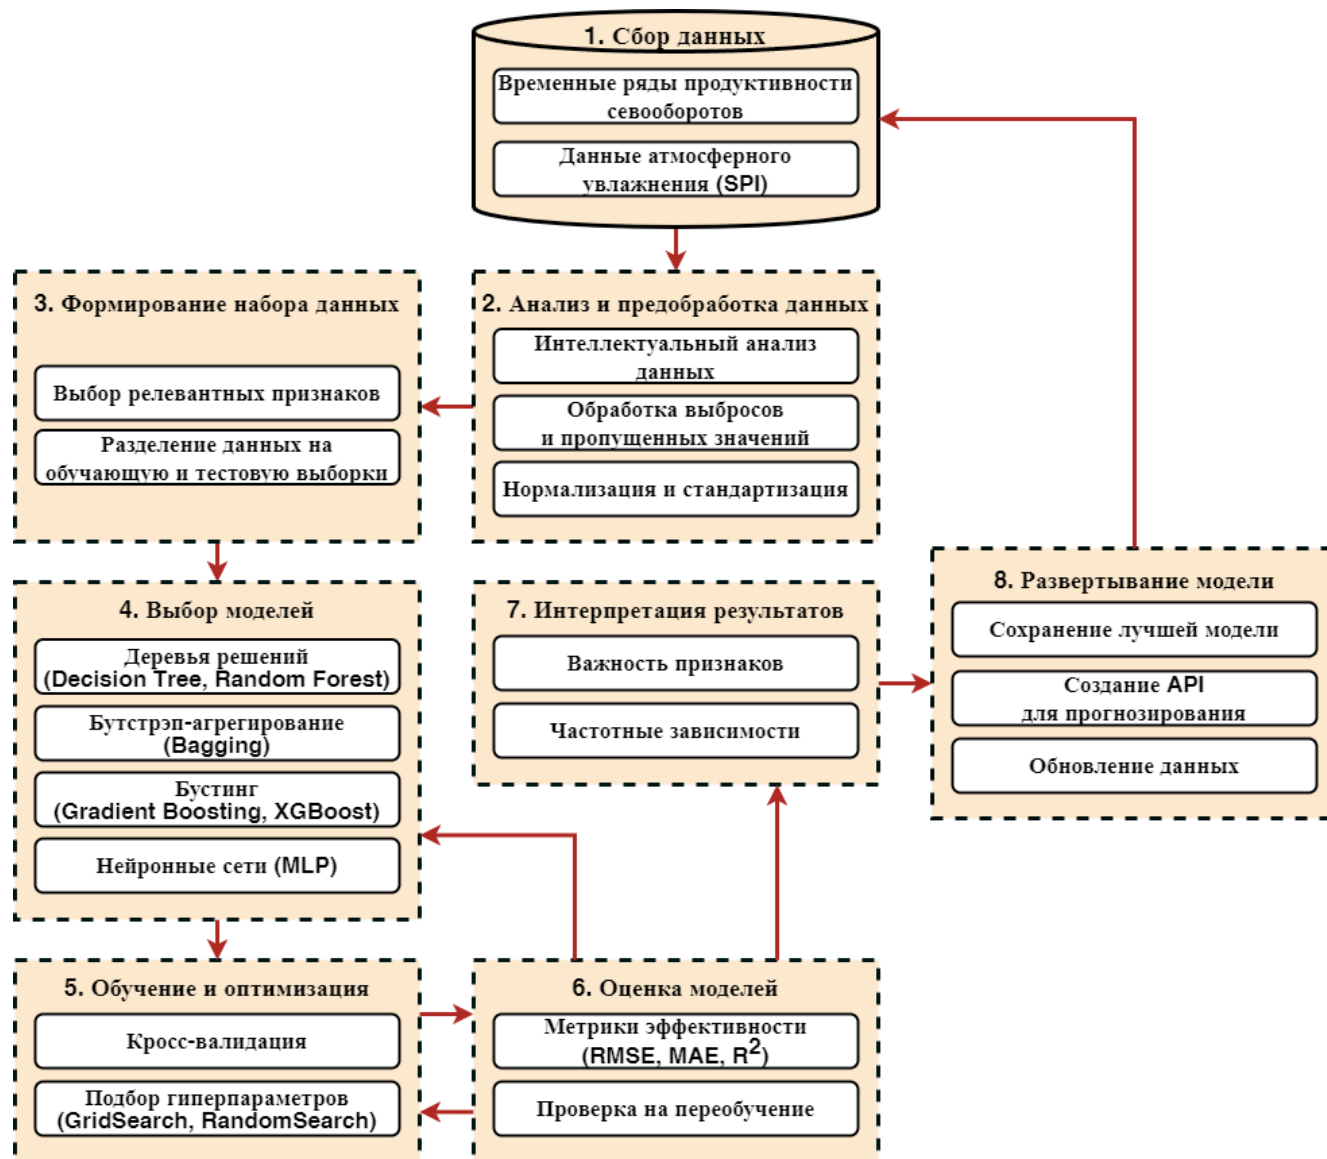 1. Сбор данных
Временные ряды продуктивности
севооборотов
Данные атмосферного
увлажнения (SPI)
2. Анализ и предобработка данных
Интеллектуальный анализ
данных
Обработка выбросов
и пропущенных значений
Нормализация и стандартизация
3. Формирование набора данных
Выбор релевантных признаков
Разделение данных на
обучающую и тестовую выборки
4. Выбор моделей
Деревья решений
(Decision Tree, Random Forest)
Бутстрэп-агрегирование
(Bagging)
Бустинг
(Gradient Boosting, XGBoost)
Нейронные сети (MLP)
5. Обучение и оптимизация
Кросс-валидация
Подбор гиперпараметров
(GridSearch, RandomSearch)
6. Оценка моделей
Метрики эффективности
(RMSE, MAE, R²)
Проверка на переобучение
7. Интерпретация результатов
Важность признаков
Частотные зависимости
8. Развертывание модели
Сохранение лучшей модели
Создание API
для прогнозирования
Обновление данных